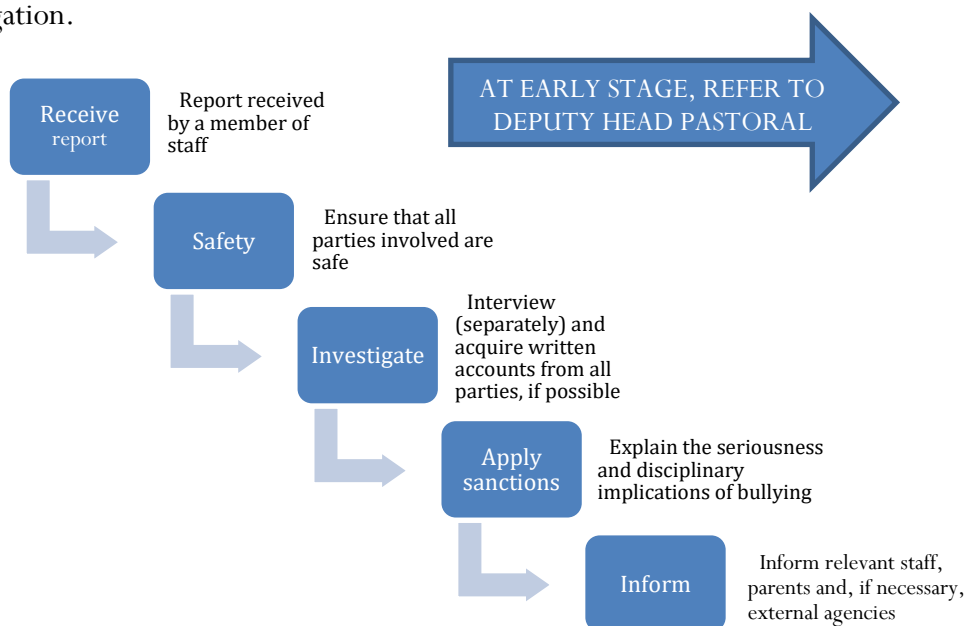 gation.
AT EARLY STAGE, REFER TO
DEPUTY HEAD PASTORAL
Receive
report
Report received
by a member of
staff
Safety
Ensure that all
parties involved are
safe
Investigate
Interview
(separately) and
acquire written
accounts from all
parties, if possible
Apply
sanctions
Explain the seriousness
and disciplinary
implications of bullying
Inform
Inform relevant staff,
parents and, if necessary,
external agencies